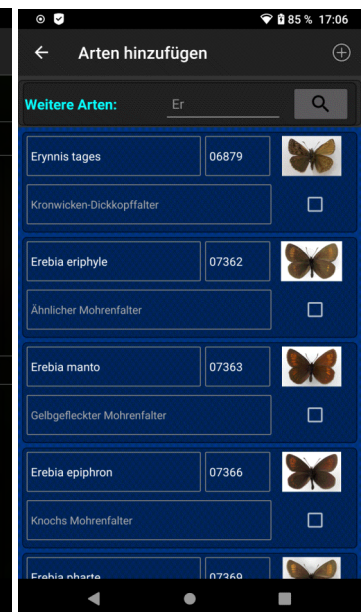 85 % 17:06
Arten hinzufügen
Weitere Arten: Er
Erynnis tages 06879
Kronwicken-Dickkopffalter
Erebia eriphyle 07362
Ähnlicher Mohrenfalter
Erebia manto 07363
Gelbgefleckter Mohrenfalter
Erebia epiphron 07366
Knochs Mohrenfalter
Erebia pharte 07369